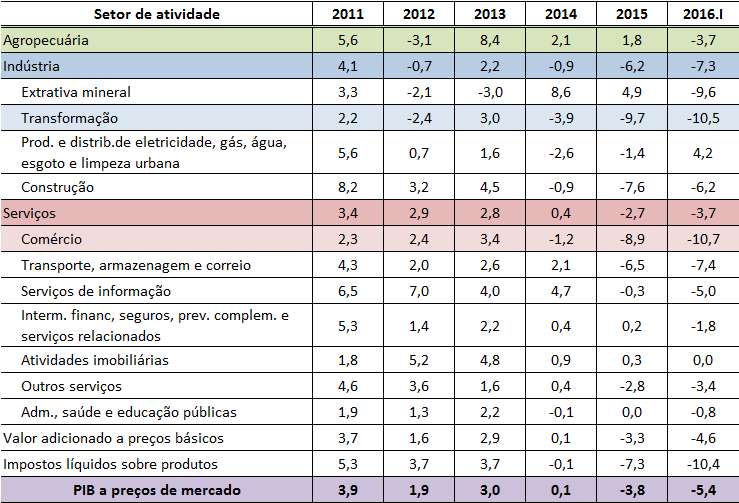 Setor de atividade 2011 2012 2013 2014 2015 2016.I
Agropecuária 5,6 -3,1 8,4 2,1 1,8 -3,7
Indústria 4,1 -0,7 2,2 -0,9 -6,2 -7,3
Extrativa mineral 3,3 -2,1 -3,0 8,6 4,9 -9,6
Transformação 2,2 -2,4 3,0 -3,9 -9,7 -10,5
Prod. e distrib.de eletricidade, gás, água,
esgoto e limpeza urbana 5,6 0,7 1,6 -2,6 -1,4 4,2
Construção 8,2 3,2 4,5 -0,9 -7,6 -6,2
Serviços 3,4 2,9 2,8 0,4 -2,7 -3,7
Comércio 2,3 2,4 3,4 -1,2 -8,9 -10,7
Transporte, armazenagem e correio 4,3 2,0 2,6 2,1 -6,5 -7,4
Serviços de informação 6,5 7,0 4,0 4,7 -0,3 -5,0
Interm. financ, seguros, prev. complem. e
serviços relacionados 5,3 1,4 2,2 0,4 0,2 -1,8
Atividades imobiliárias 1,8 5,2 4,8 0,9 0,3 0,0
Outros serviços 4,6 3,6 1,6 0,4 -2,8 -3,4
Adm., saúde e educação públicas 1,9 1,3 2,2 -0,1 0,0 -0,8
Valor adicionado a preços básicos 3,7 1,6 2,9 0,1 -3,3 -4,6
Impostos líquidos sobre produtos 5,3 3,7 3,7 -0,1 -7,3 -10,4
PIB a preços de mercado 3,9 1,9 3,0 0,1 -3,8 -5,4